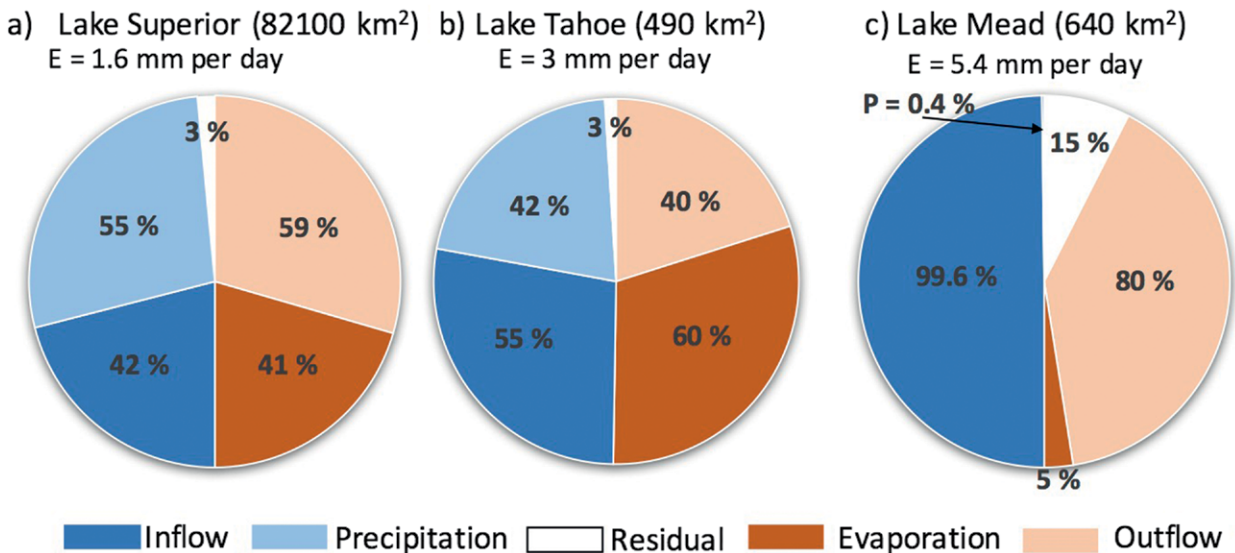 a) Lake Superior (82100 km²)
E = 1.6 mm per day
3 %
55 %
59 %
42 %
41 %
b) Lake Tahoe (490 km²)
E = 3 mm per day
3 %
42 %
40 %
55 %
60 %
c) Lake Mead (640 km²)
E = 5.4 mm per day
P = 0.4 %
15 %
99.6 %
80 %
5 %
Inflow Precipitation Residual Evaporation Outflow